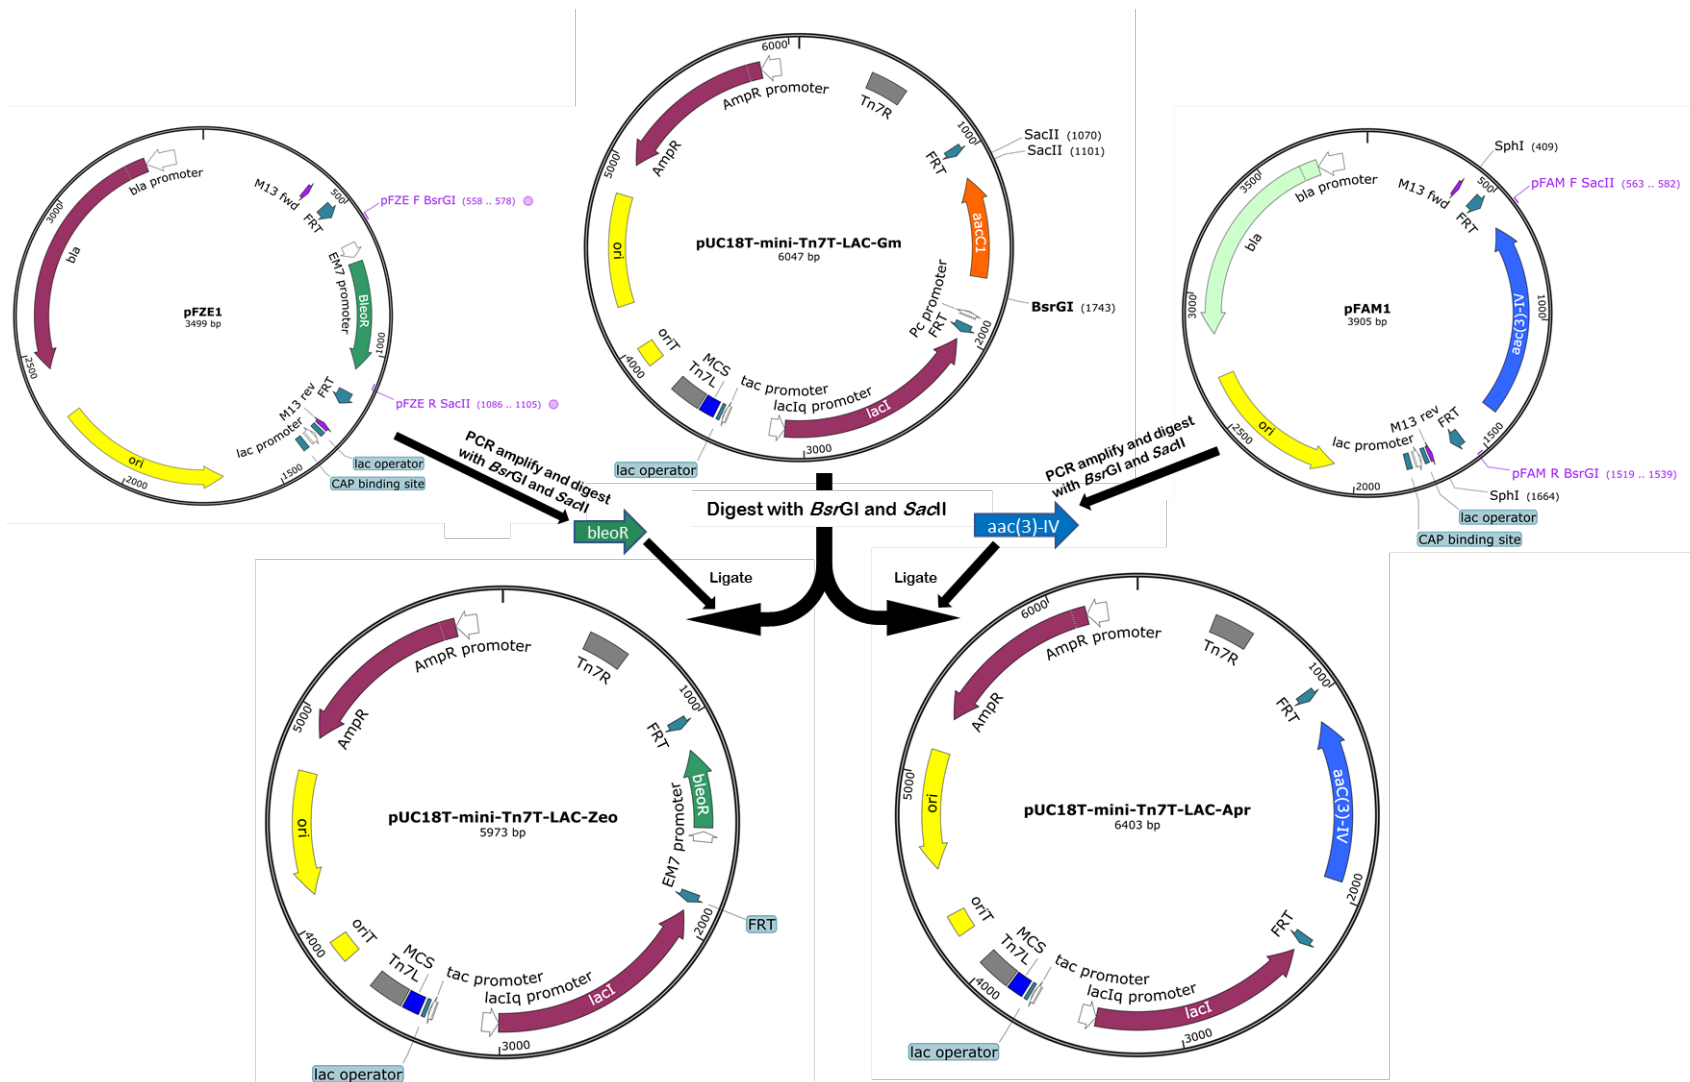 6000
AmpR promoter
AmpR
5000
Tn7R
1000
SacII (1070)
SacII (1101)
FRT
aacC1
ori
pUC18T-mini-Tn7T-LAC-Gm
6047 bp
Pc promoter
FRT
BsrGI (1743)
2000
oriT
4000
MCS
Tn7L
tac promoter
lacIq promoter
lacI
3000
lac operator
bla promoter
bla
3000
M13 fwd
500
FRT
pFZE F BsrGI (558 .. 578)
EM7 promoter
BleoR
pFZE1
3499 bp
1000
2500
FRT
pFZE R SacII (1086 .. 1105)
M13 rev
lac promoter
lac operator
CAP binding site
1500
ori
2000
3500
bla promoter
bla
SphI (409)
M13 fwd
500
FRT
pFAM F SacII (563 .. 582)
aac(3)-IV
1000
pFAM1
3905 bp
3000
2500
ori
M13 rev
FRT
1500
lac promoter
pFAM R BsrGI (1519 .. 1539)
SphI (1664)
2000
lac operator
CAP binding site
PCR amplify and digest
with BsrGI and SacII
bleoR
Digest with BsrGI and SacII
PCR amplify and digest
with BsrGI and SacII
aac(3)-IV
Ligate
Ligate
AmpR promoter
AmpR
5000
Tn7R
1000
FRT
bleoR
EM7 promoter
ori
pUC18T-mini-Tn7T-LAC-Zeo
5973 bp
FRT
2000
oriT
4000
MCS
Tn7L
tac promoter
lacIq promoter
lacI
3000
lac operator
6000
AmpR promoter
AmpR
Tn7R
1000
FRT
aaC(3)-IV
5000
ori
pUC18T-mini-Tn7T-LAC-Apr
6403 bp
2000
FRT
oriT
4000
MCS
Tn7L
tac promoter
lacIq promoter
lacI
3000
lac operator